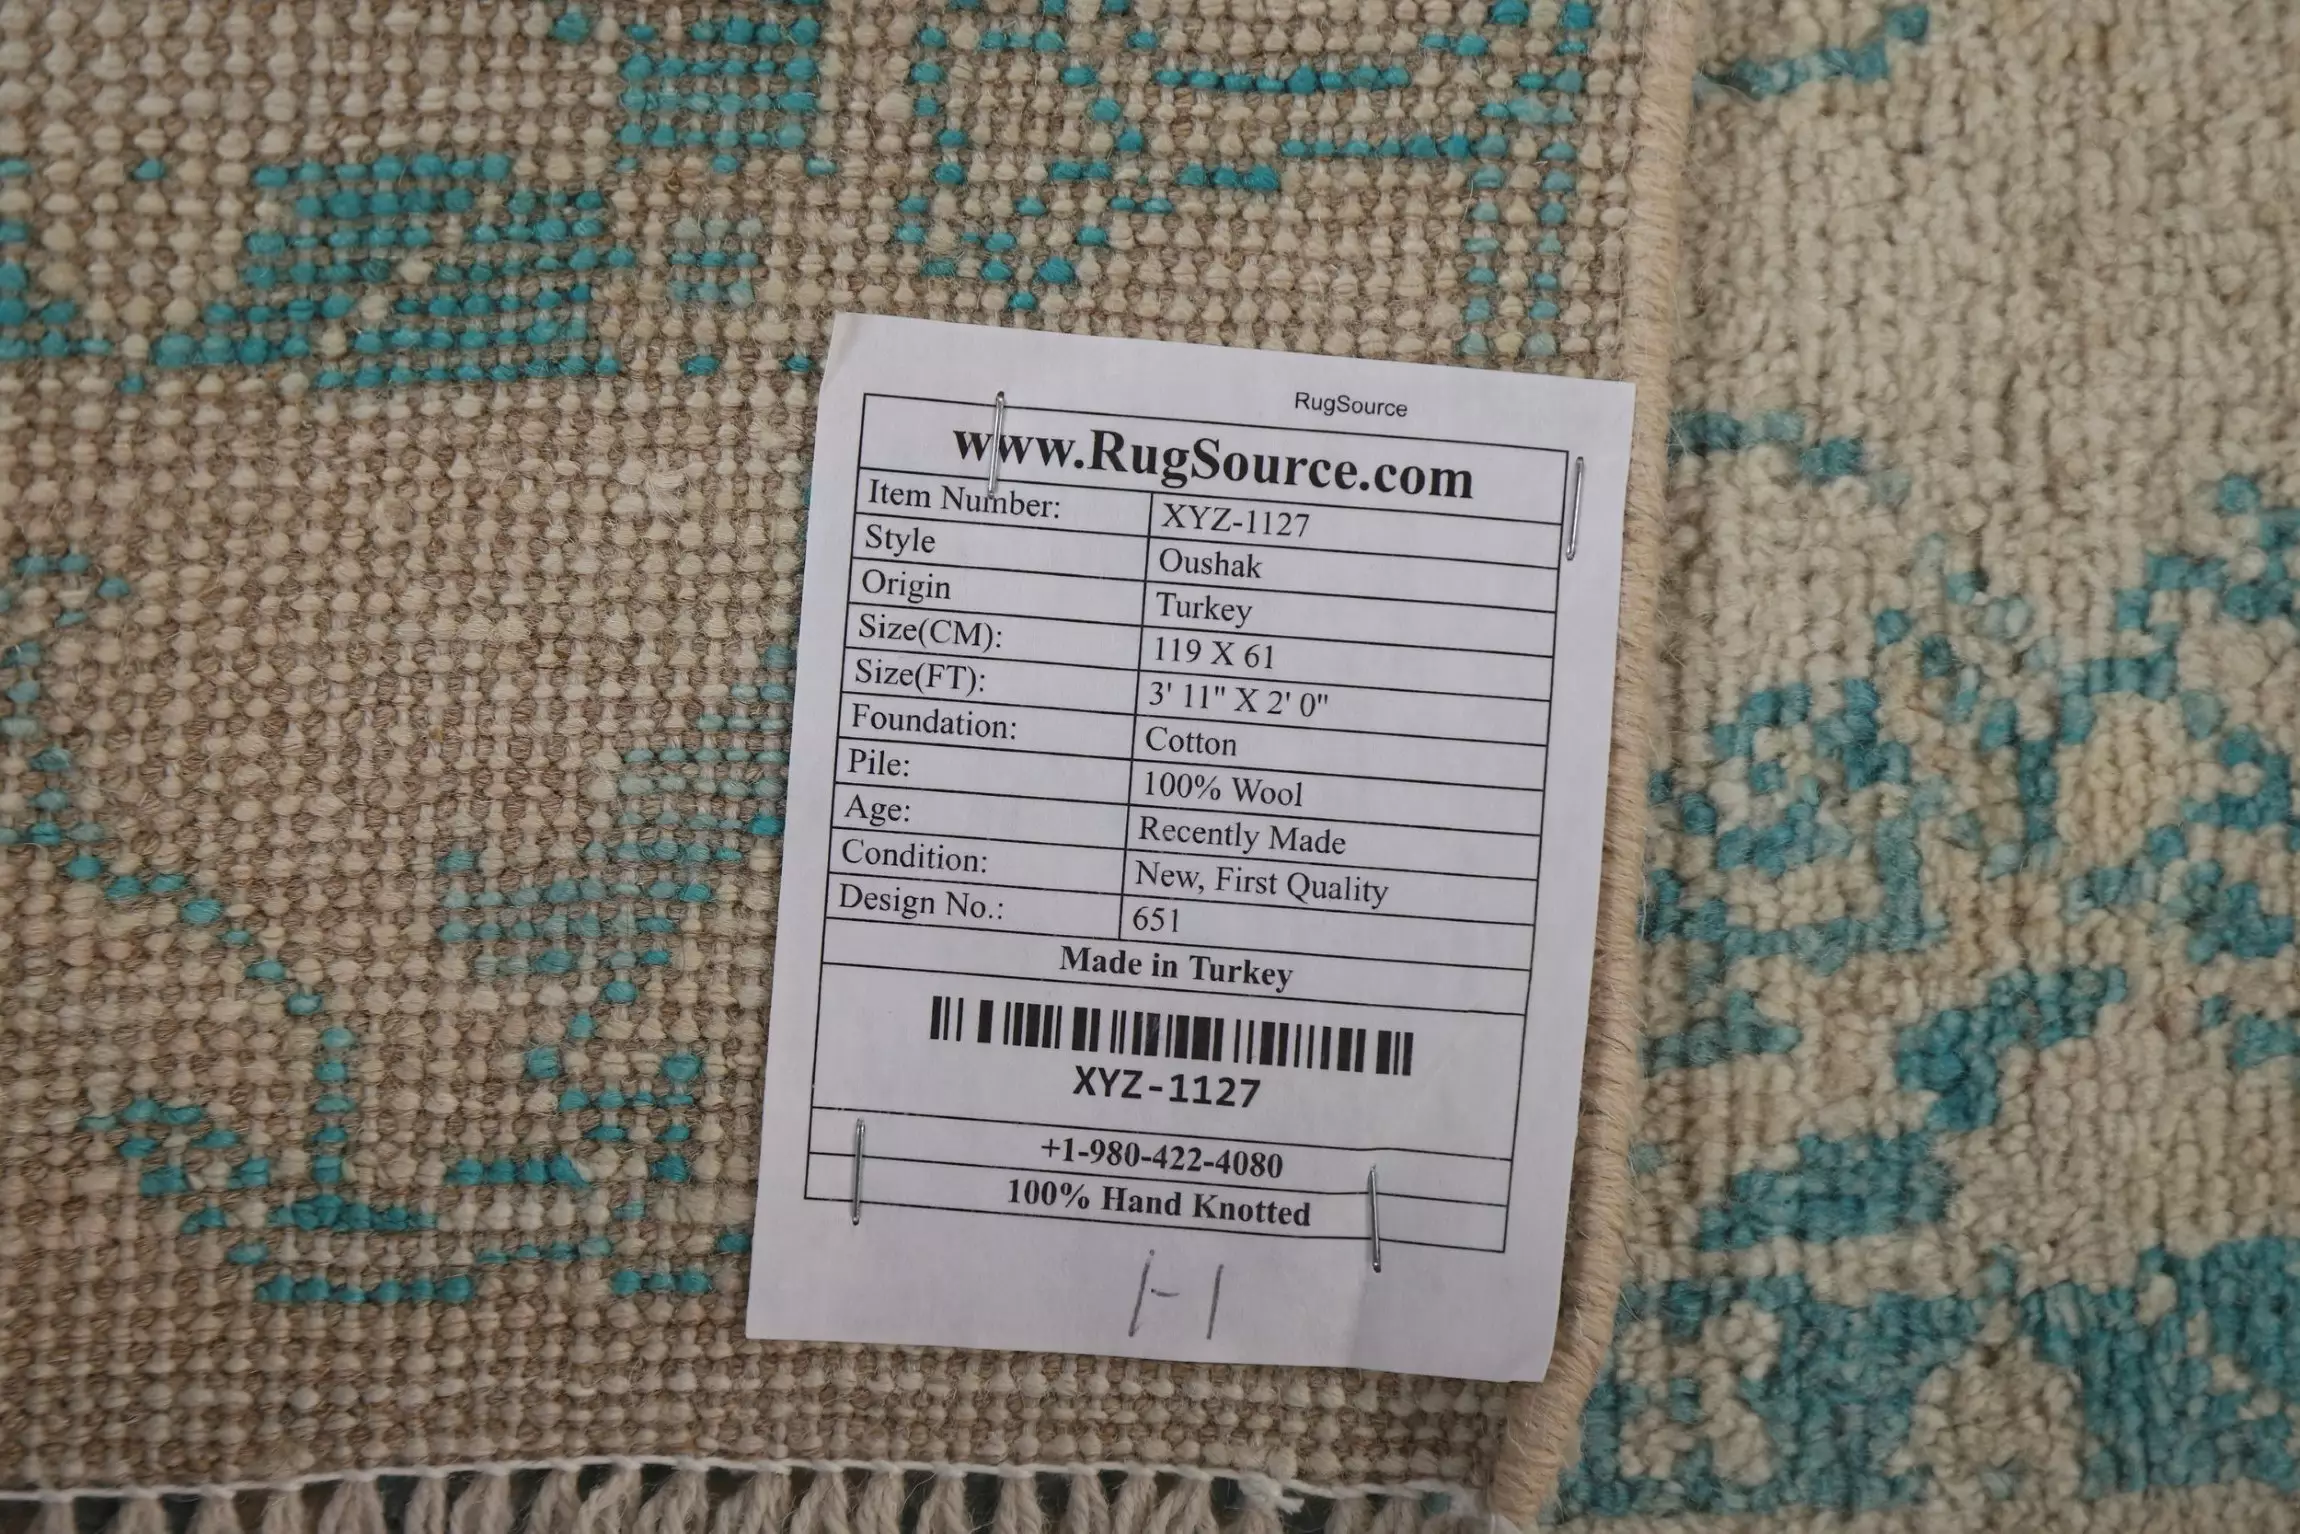 RugSource
www.RugSource.com
Item Number: XYZ-1127
Style Oushak
Origin Turkey
Size(CM): 119 X 61
Size(FT): 3' 11" X 2' 0"
Foundation: Cotton
Pile: 100% Wool
Age: Recently Made
Condition: New, First Quality
Design No.: 651
Made in Turkey
XYZ-1127
+1-980-422-4080
100% Hand Knotted
1-1